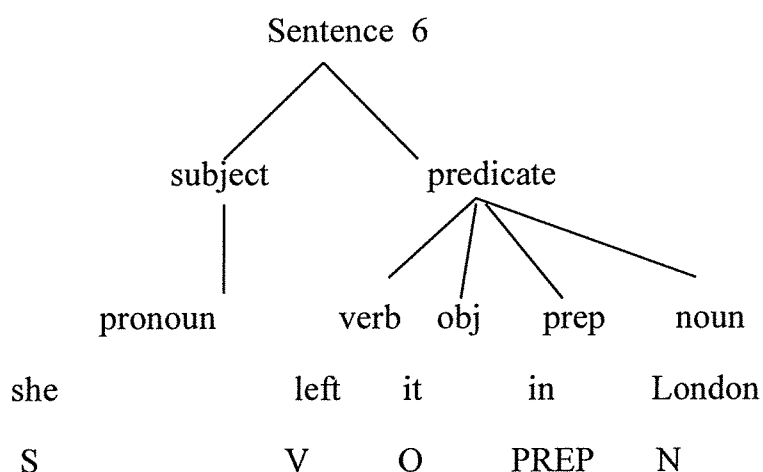 Sentence 6
subject predicate
pronoun verb obj prep noun
she left it in London
S V O PREP N